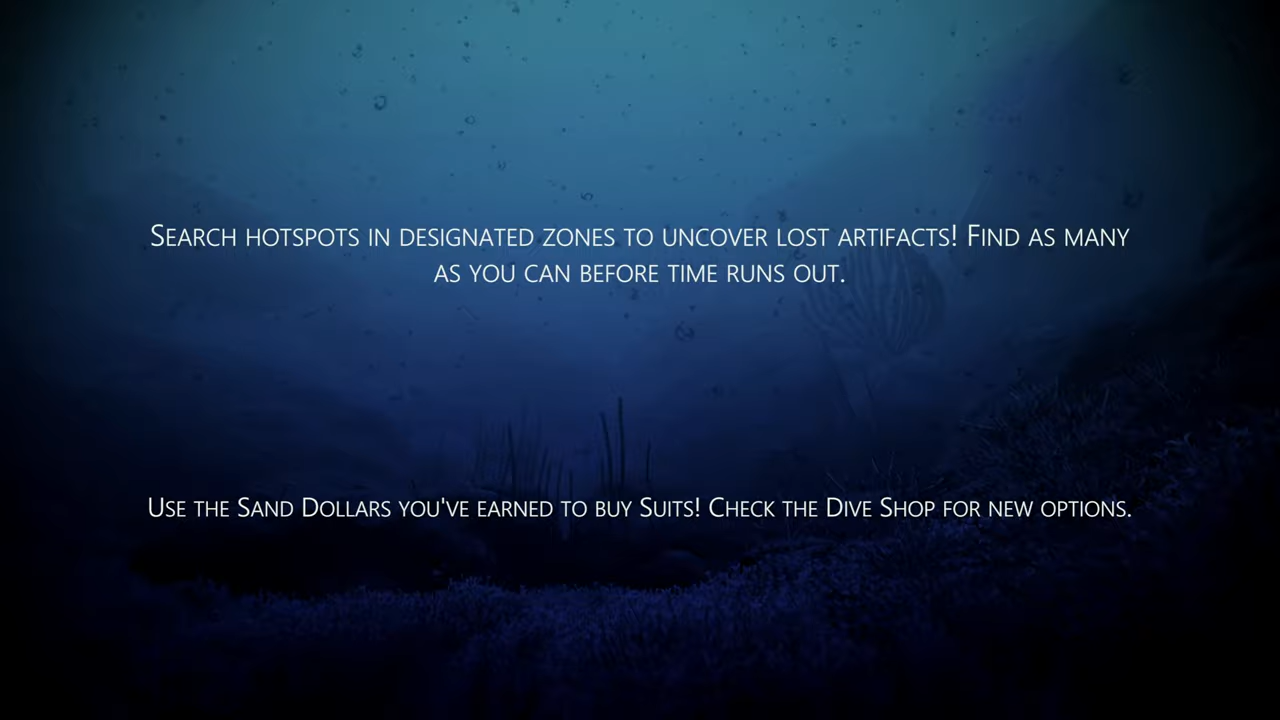 Search hotspots in designated zones to uncover lost artifacts! Find as many
as you can before time runs out.
Use the Sand Dollars you've earned to buy Suits! Check the Dive Shop for new options.